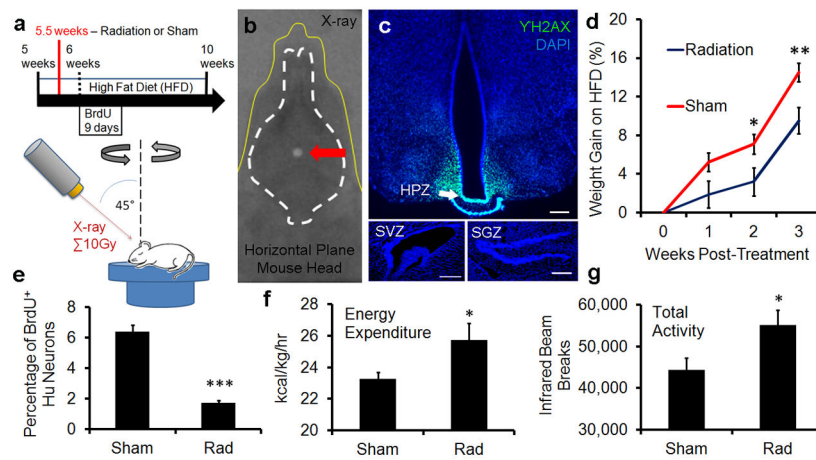 a
5.5 weeks – Radiation or Sham
5 weeks
6 weeks
10 weeks
High Fat Diet (HFD)
BrdU
9 days
45°
X-ray
∑10Gy
b
X-ray
Horizontal Plane
Mouse Head
c
ϓH2AX
DAPI
HPZ
SVZ
SGZ
d
Weight Gain on HFD (%)
20
16
12
8
4
0
Radiation
Sham
*
**
0
1
2
3
Weeks Post-Treatment
e
Percentage of BrdU⁺
Hu Neurons
8
6
4
2
0
***
Sham
Rad
f
Energy
Expenditure
kcal/kg/hr
28
26
24
22
20
*
Sham
Rad
g
Total
Activity
Infrared Beam
Breaks
60,000
50,000
40,000
30,000
*
Sham
Rad